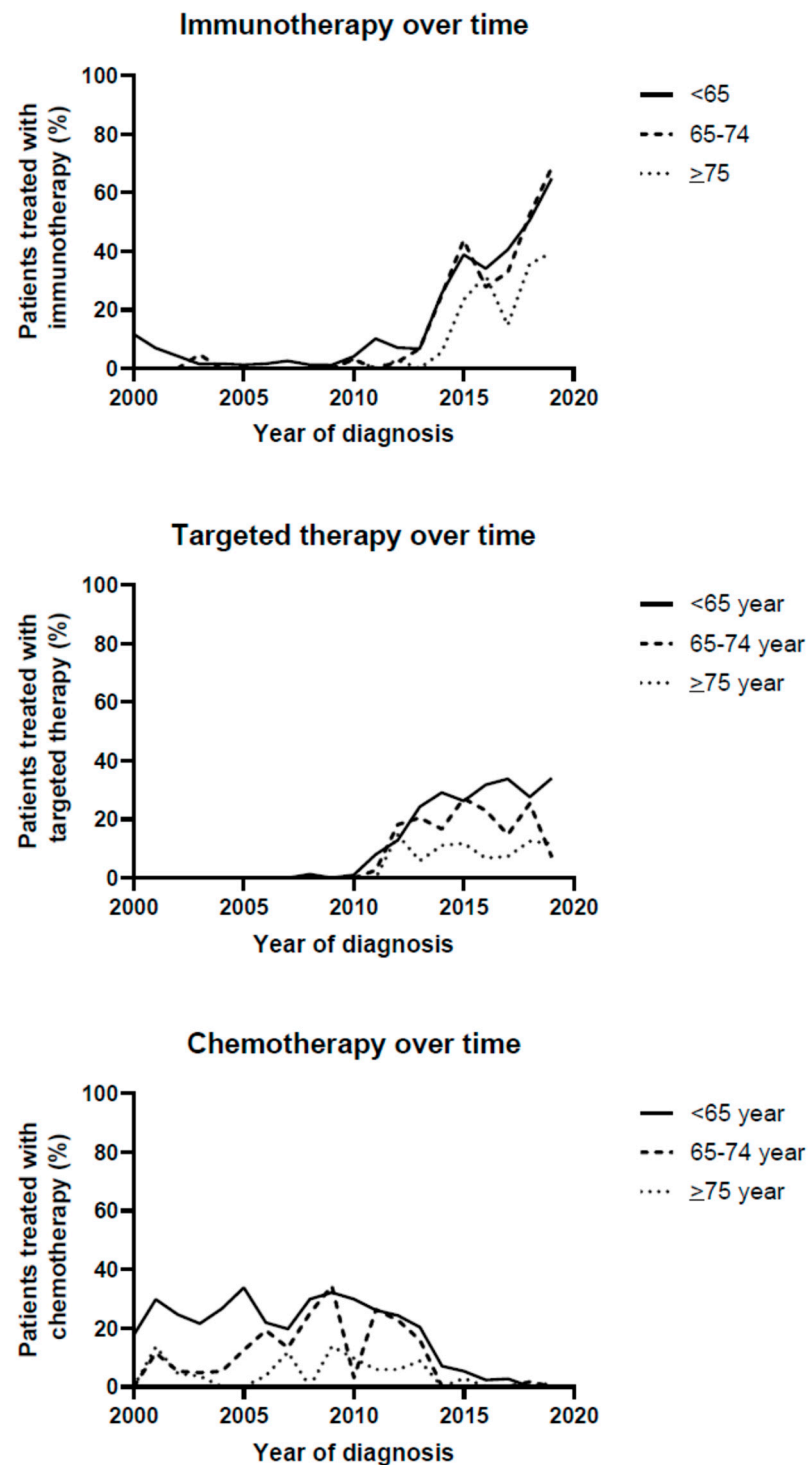 Immunotherapy over time
Patients treated with
immunotherapy (%)
100
80
60
40
20
0
2000 2005 2010 2015 2020
Year of diagnosis
<65
65-74
≥75
Targeted therapy over time
Patients treated with
targeted therapy (%)
100
80
60
40
20
0
2000 2005 2010 2015 2020
Year of diagnosis
<65 year
65-74 year
≥75 year
Chemotherapy over time
Patients treated with
chemotherapy (%)
100
80
60
40
20
0
2000 2005 2010 2015 2020
Year of diagnosis
<65 year
65-74 year
≥75 year